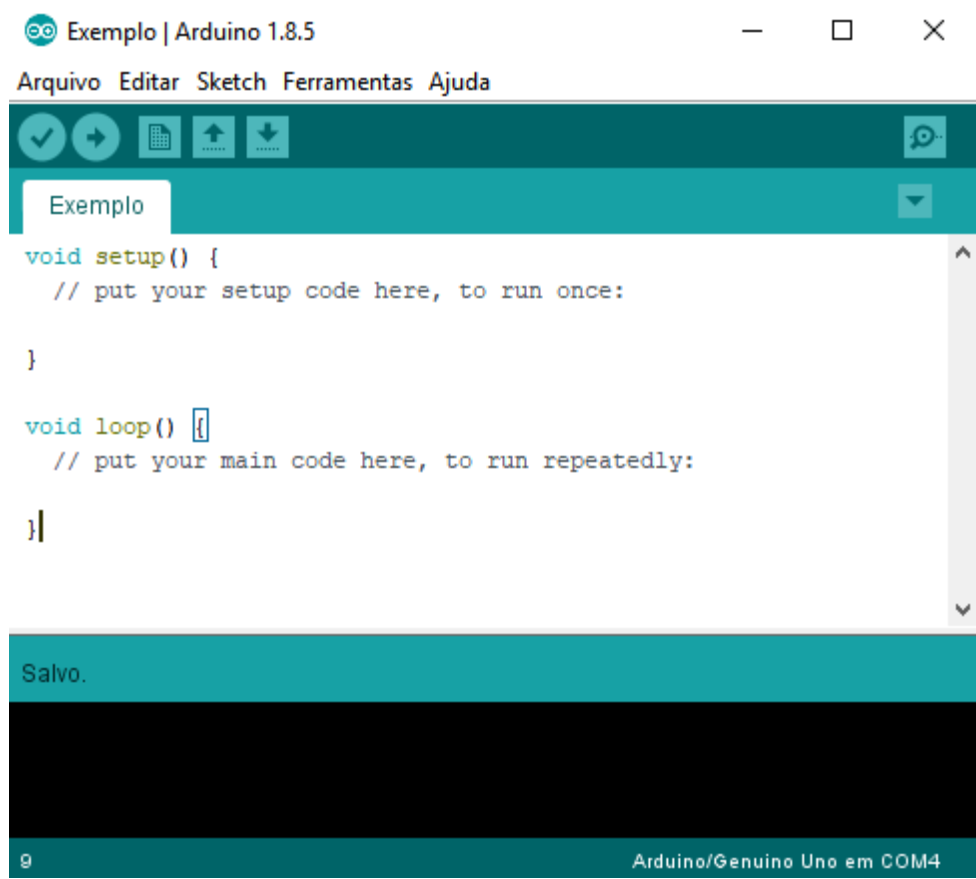 Exemplo | Arduino 1.8.5
Arquivo Editar Sketch Ferramentas Ajuda
Exemplo
void setup() {
  // put your setup code here, to run once:
}
void loop() {
  // put your main code here, to run repeatedly:
}
Salvo.
9 Arduino/Genuino Uno em COM4